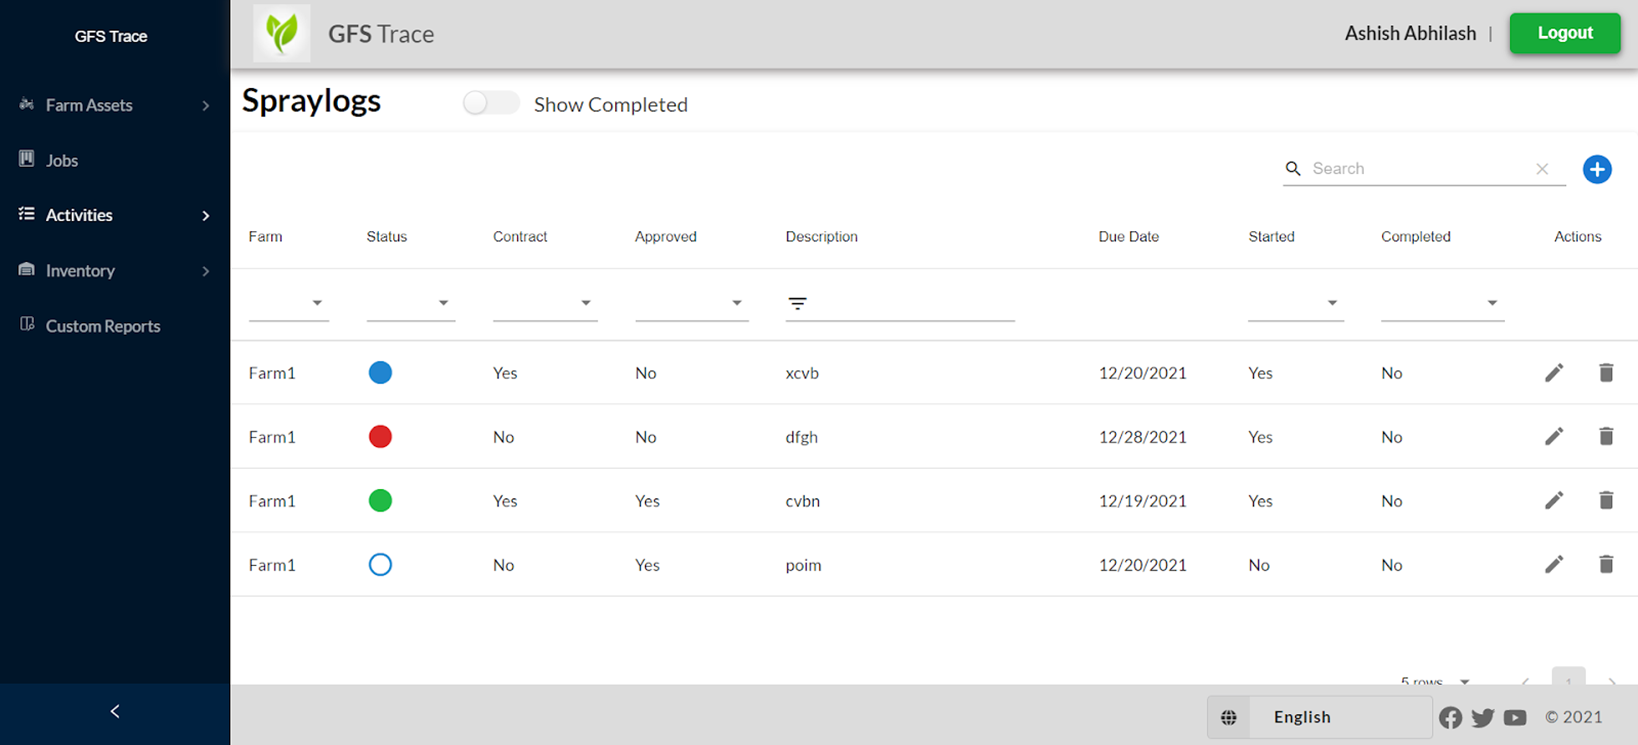 GFS Trace
Farm Assets
Jobs
Activities
Inventory
Custom Reports
GFS Trace
Ashish Abhilash |
Logout
Spraylogs
Show Completed
Search
Farm Status Contract Approved Description Due Date Started Completed Actions
Farm1 Yes No xcvb 12/20/2021 Yes No
Farm1 No No dfgh 12/28/2021 Yes No
Farm1 Yes Yes cvbn 12/19/2021 Yes No
Farm1 No Yes poim 12/20/2021 No No
5 rows 1
English
© 2021